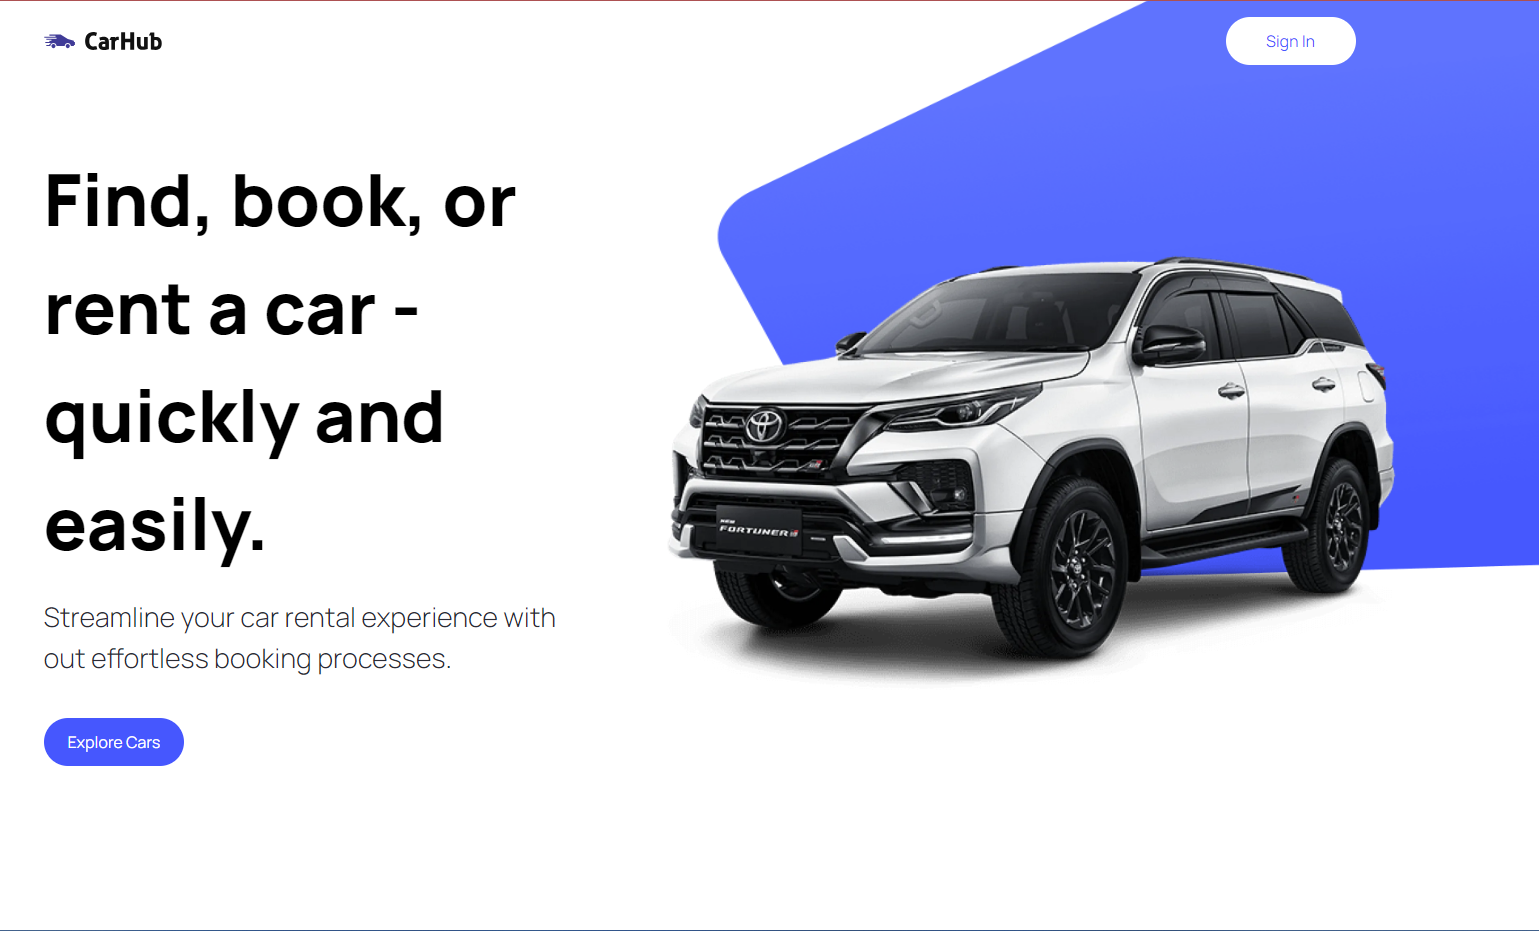 CarHub
Sign In
Find, book, or
rent a car -
quickly and
easily.
Streamline your car rental experience with
out effortless booking processes.
Explore Cars
NEW
FORTUNER